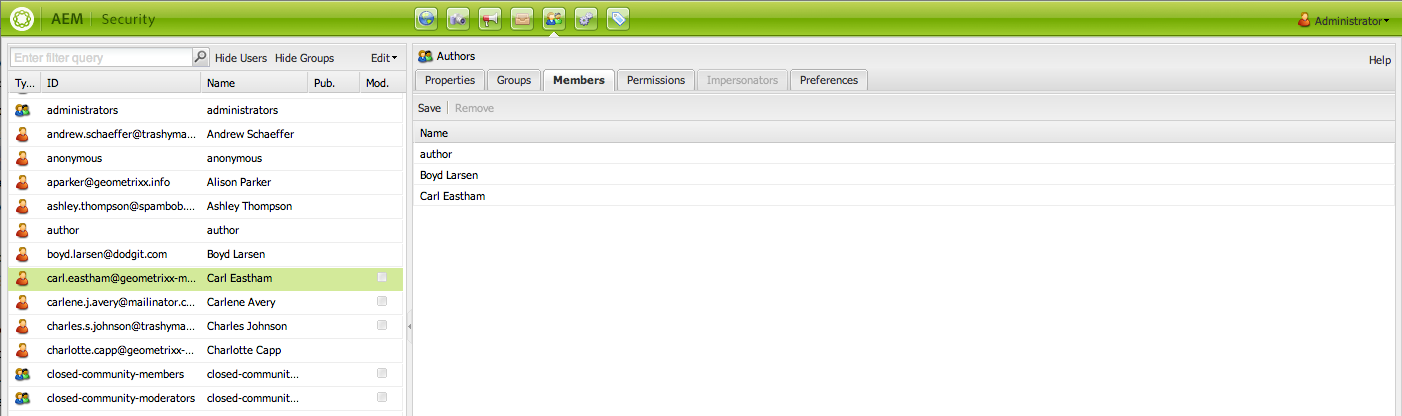 AEM Security Administrator
Enter filter query Hide Users Hide Groups Edit
Ty... ID Name Pub. Mod.
administrators administrators
andrew.schaeffer@trashyma... Andrew Schaeffer
anonymous anonymous
aparker@geometrixx.info Alison Parker
ashley.thompson@spambob.... Ashley Thompson
author author
boyd.larsen@dodgit.com Boyd Larsen
carl.eastham@geometrixx-m... Carl Eastham
carlene.j.avery@mailinator.c... Carlene Avery
charles.s.johnson@trashyma... Charles Johnson
charlotte.capp@geometrixx-... Charlotte Capp
closed-community-members closed-communit...
closed-community-moderators closed-communit...
Authors
Help
Properties Groups Members Permissions Impersonators Preferences
Save Remove
Name
author
Boyd Larsen
Carl Eastham